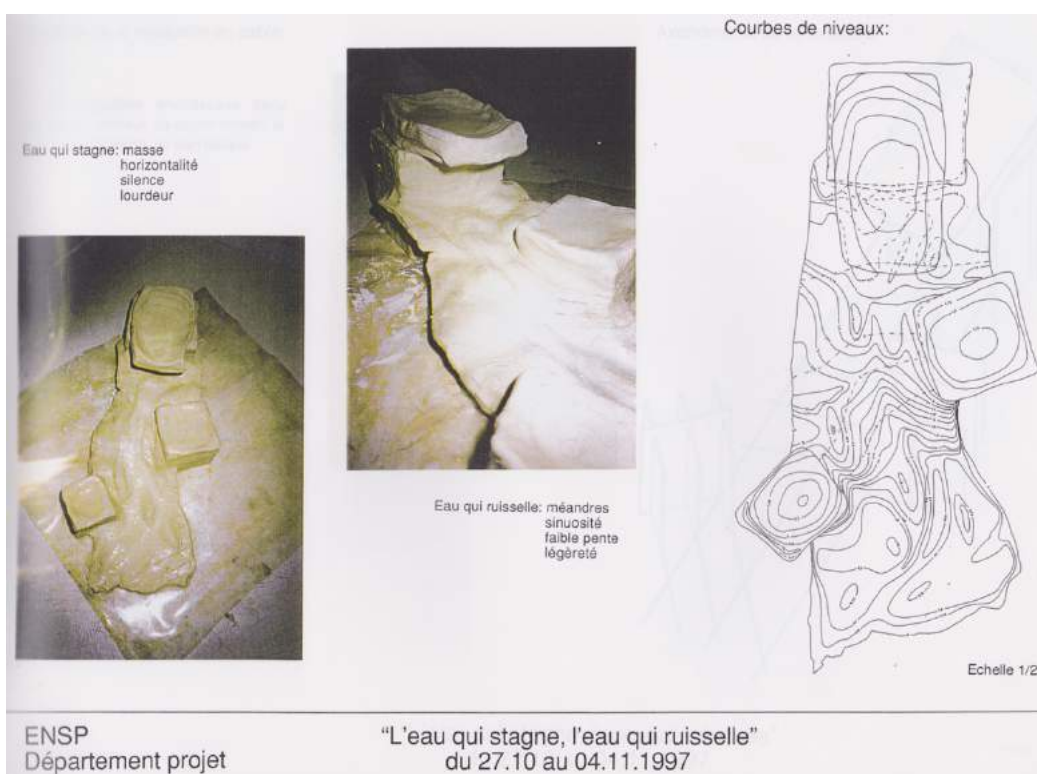 Courbes de niveaux:
Eau qui stagne: masse
horizontalité
silence
lourdeur
Eau qui ruisselle: méandres
sinuosité
faible pente
légèreté
Echelle 1/2
ENSP
Département projet
"L'eau qui stagne, l'eau qui ruisselle"
du 27.10 au 04.11.1997